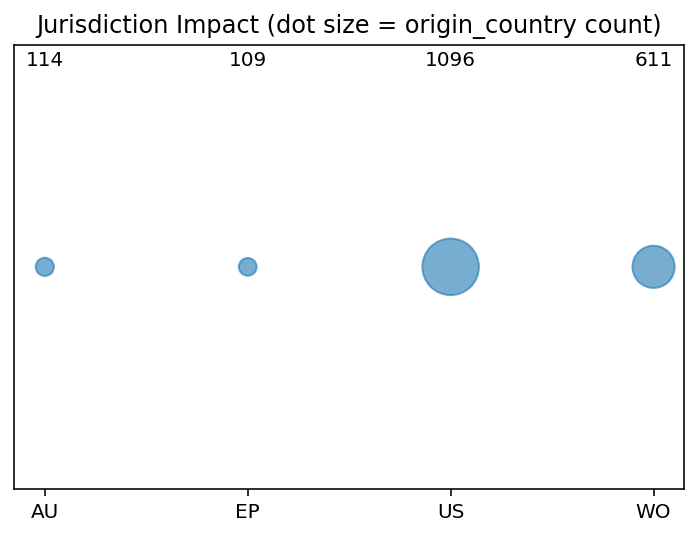 Jurisdiction Impact (dot size = origin_country count)
114 109 1096 611
AU EP US WO